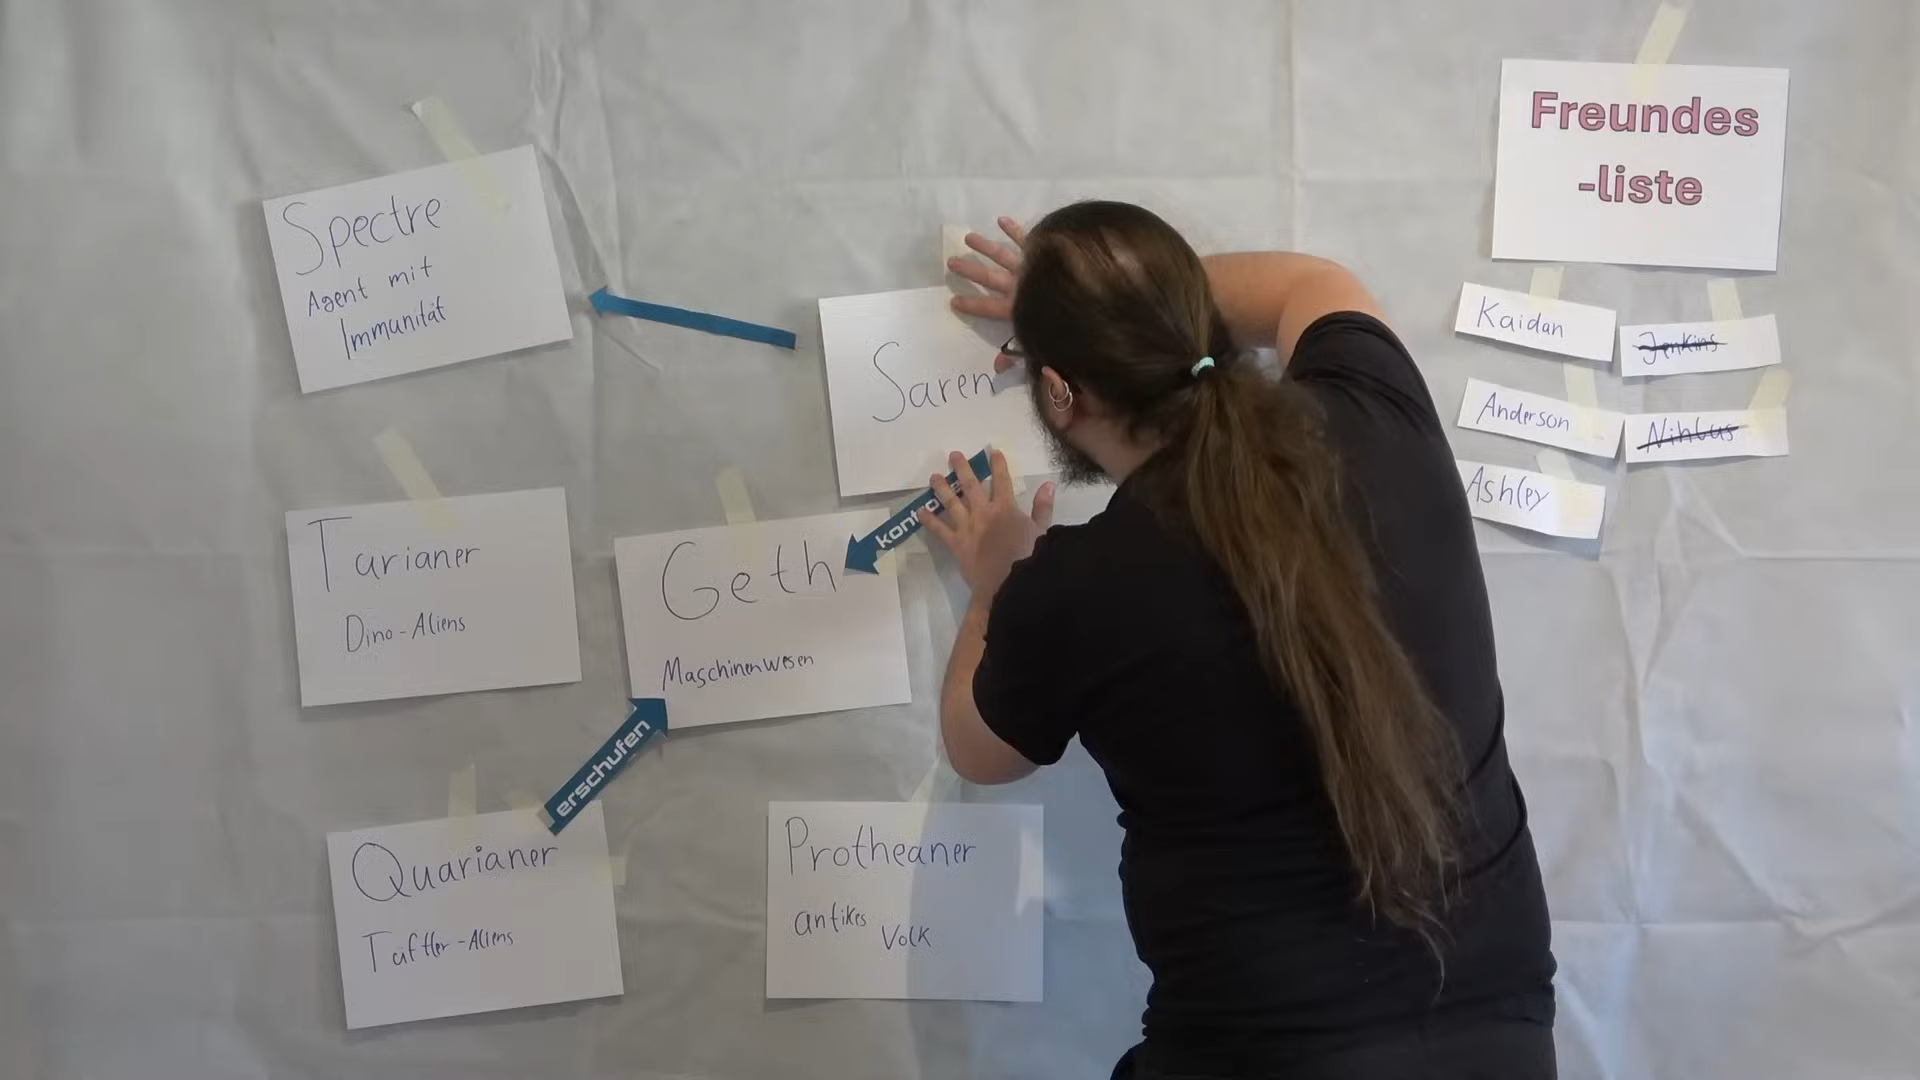 Freundes
-liste
Spectre
Agent mit
Immunität
Saren
Kaidan
Jenkins
Anderson
Nihlus
Ashley
Turianer
Dino-Aliens
Geth
Maschinenwesen
erschufen
Quarianer
Tüftler-Aliens
Protheaner
antikes
Volk